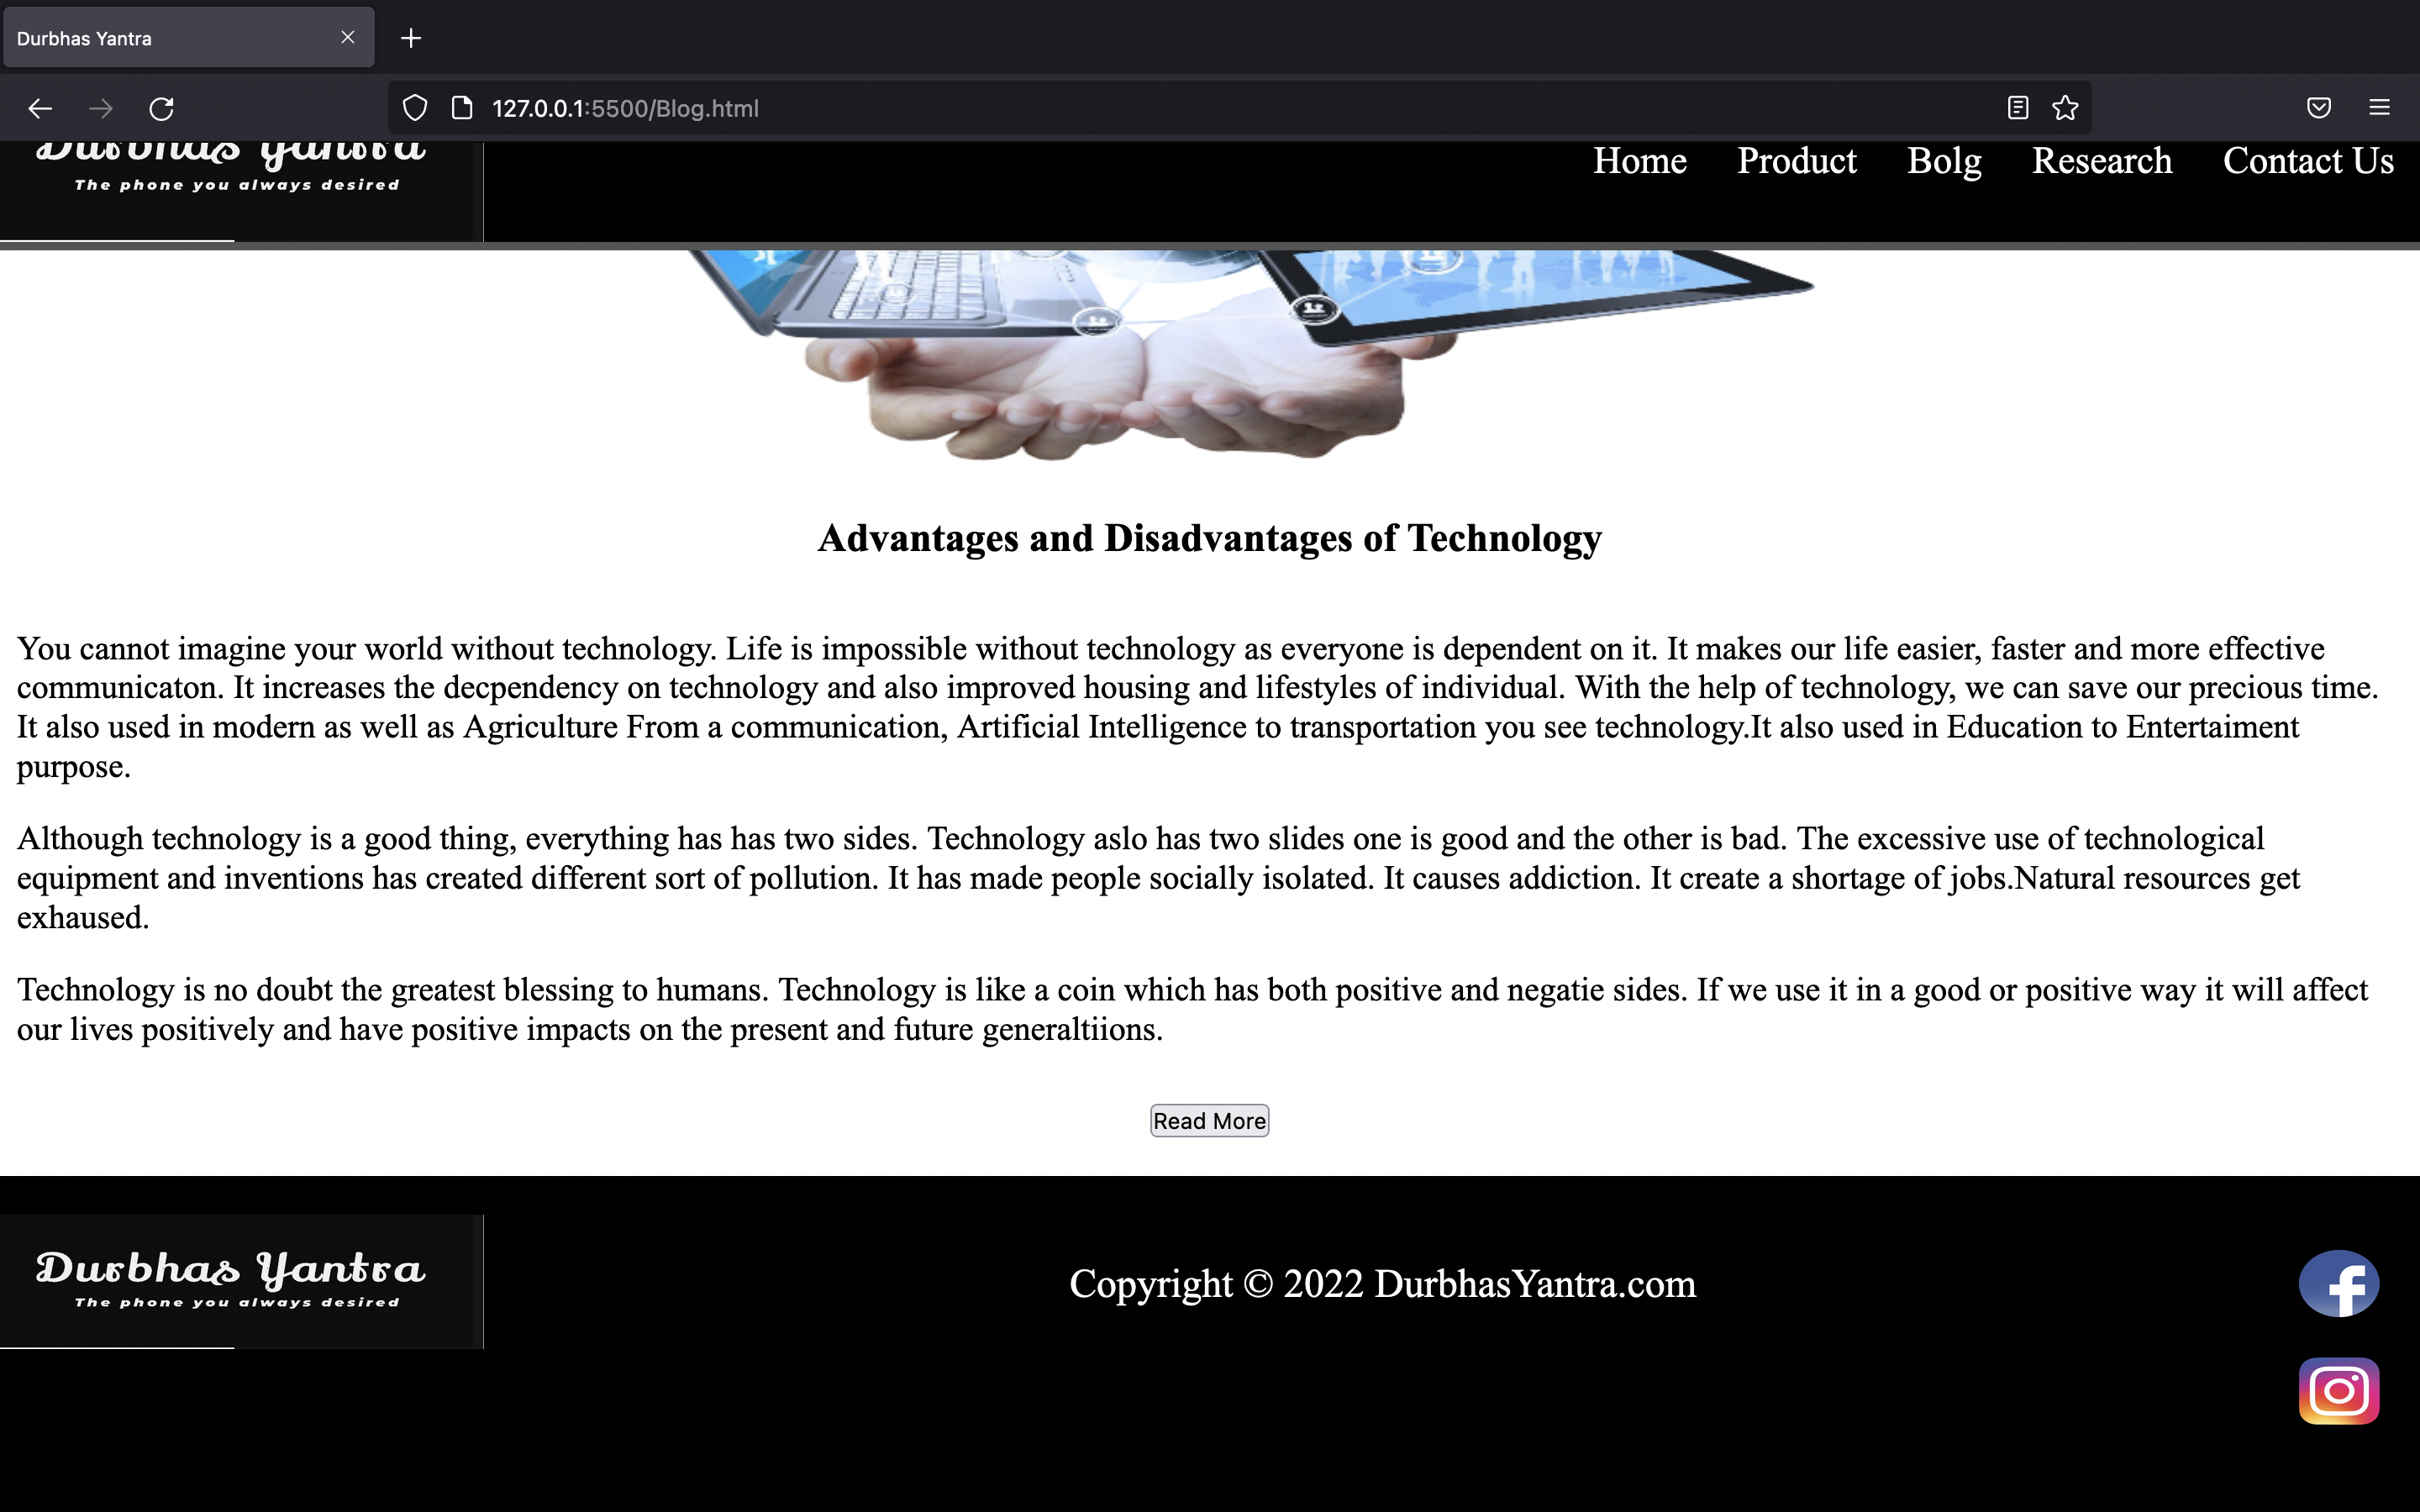 Durbhas Yantra
127.0.0.1:5500/Blog.html
Durbhas Yantra
The phone you always desired
Home Product Bolg Research Contact Us
Advantages and Disadvantages of Technology
You cannot imagine your world without technology. Life is impossible without technology as everyone is dependent on it. It makes our life easier, faster and more effective
communicaton. It increases the decpendency on technology and also improved housing and lifestyles of individual. With the help of technology, we can save our precious time.
It also used in modern as well as Agriculture From a communication, Artificial Intelligence to transportation you see technology.It also used in Education to Entertaiment
purpose.
Although technology is a good thing, everything has has two sides. Technology aslo has two slides one is good and the other is bad. The excessive use of technological
equipment and inventions has created different sort of pollution. It has made people socially isolated. It causes addiction. It create a shortage of jobs.Natural resources get
exhaused.
Technology is no doubt the greatest blessing to humans. Technology is like a coin which has both positive and negatie sides. If we use it in a good or positive way it will affect
our lives positively and have positive impacts on the present and future generaltiions.
Read More
Durbhas Yantra
The phone you always desired
Copyright © 2022 DurbhasYantra.com